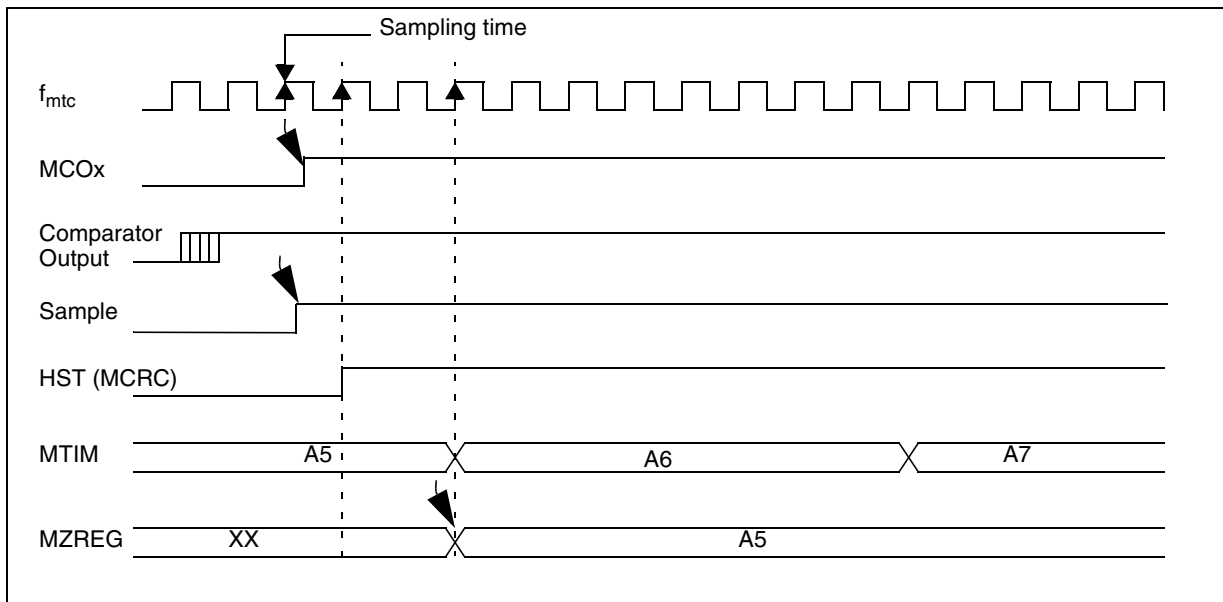 Sampling time
fmtc
MCOx
Comparator
Output
Sample
HST (MCRC)
MTIM A5 A6 A7
MZREG XX A5